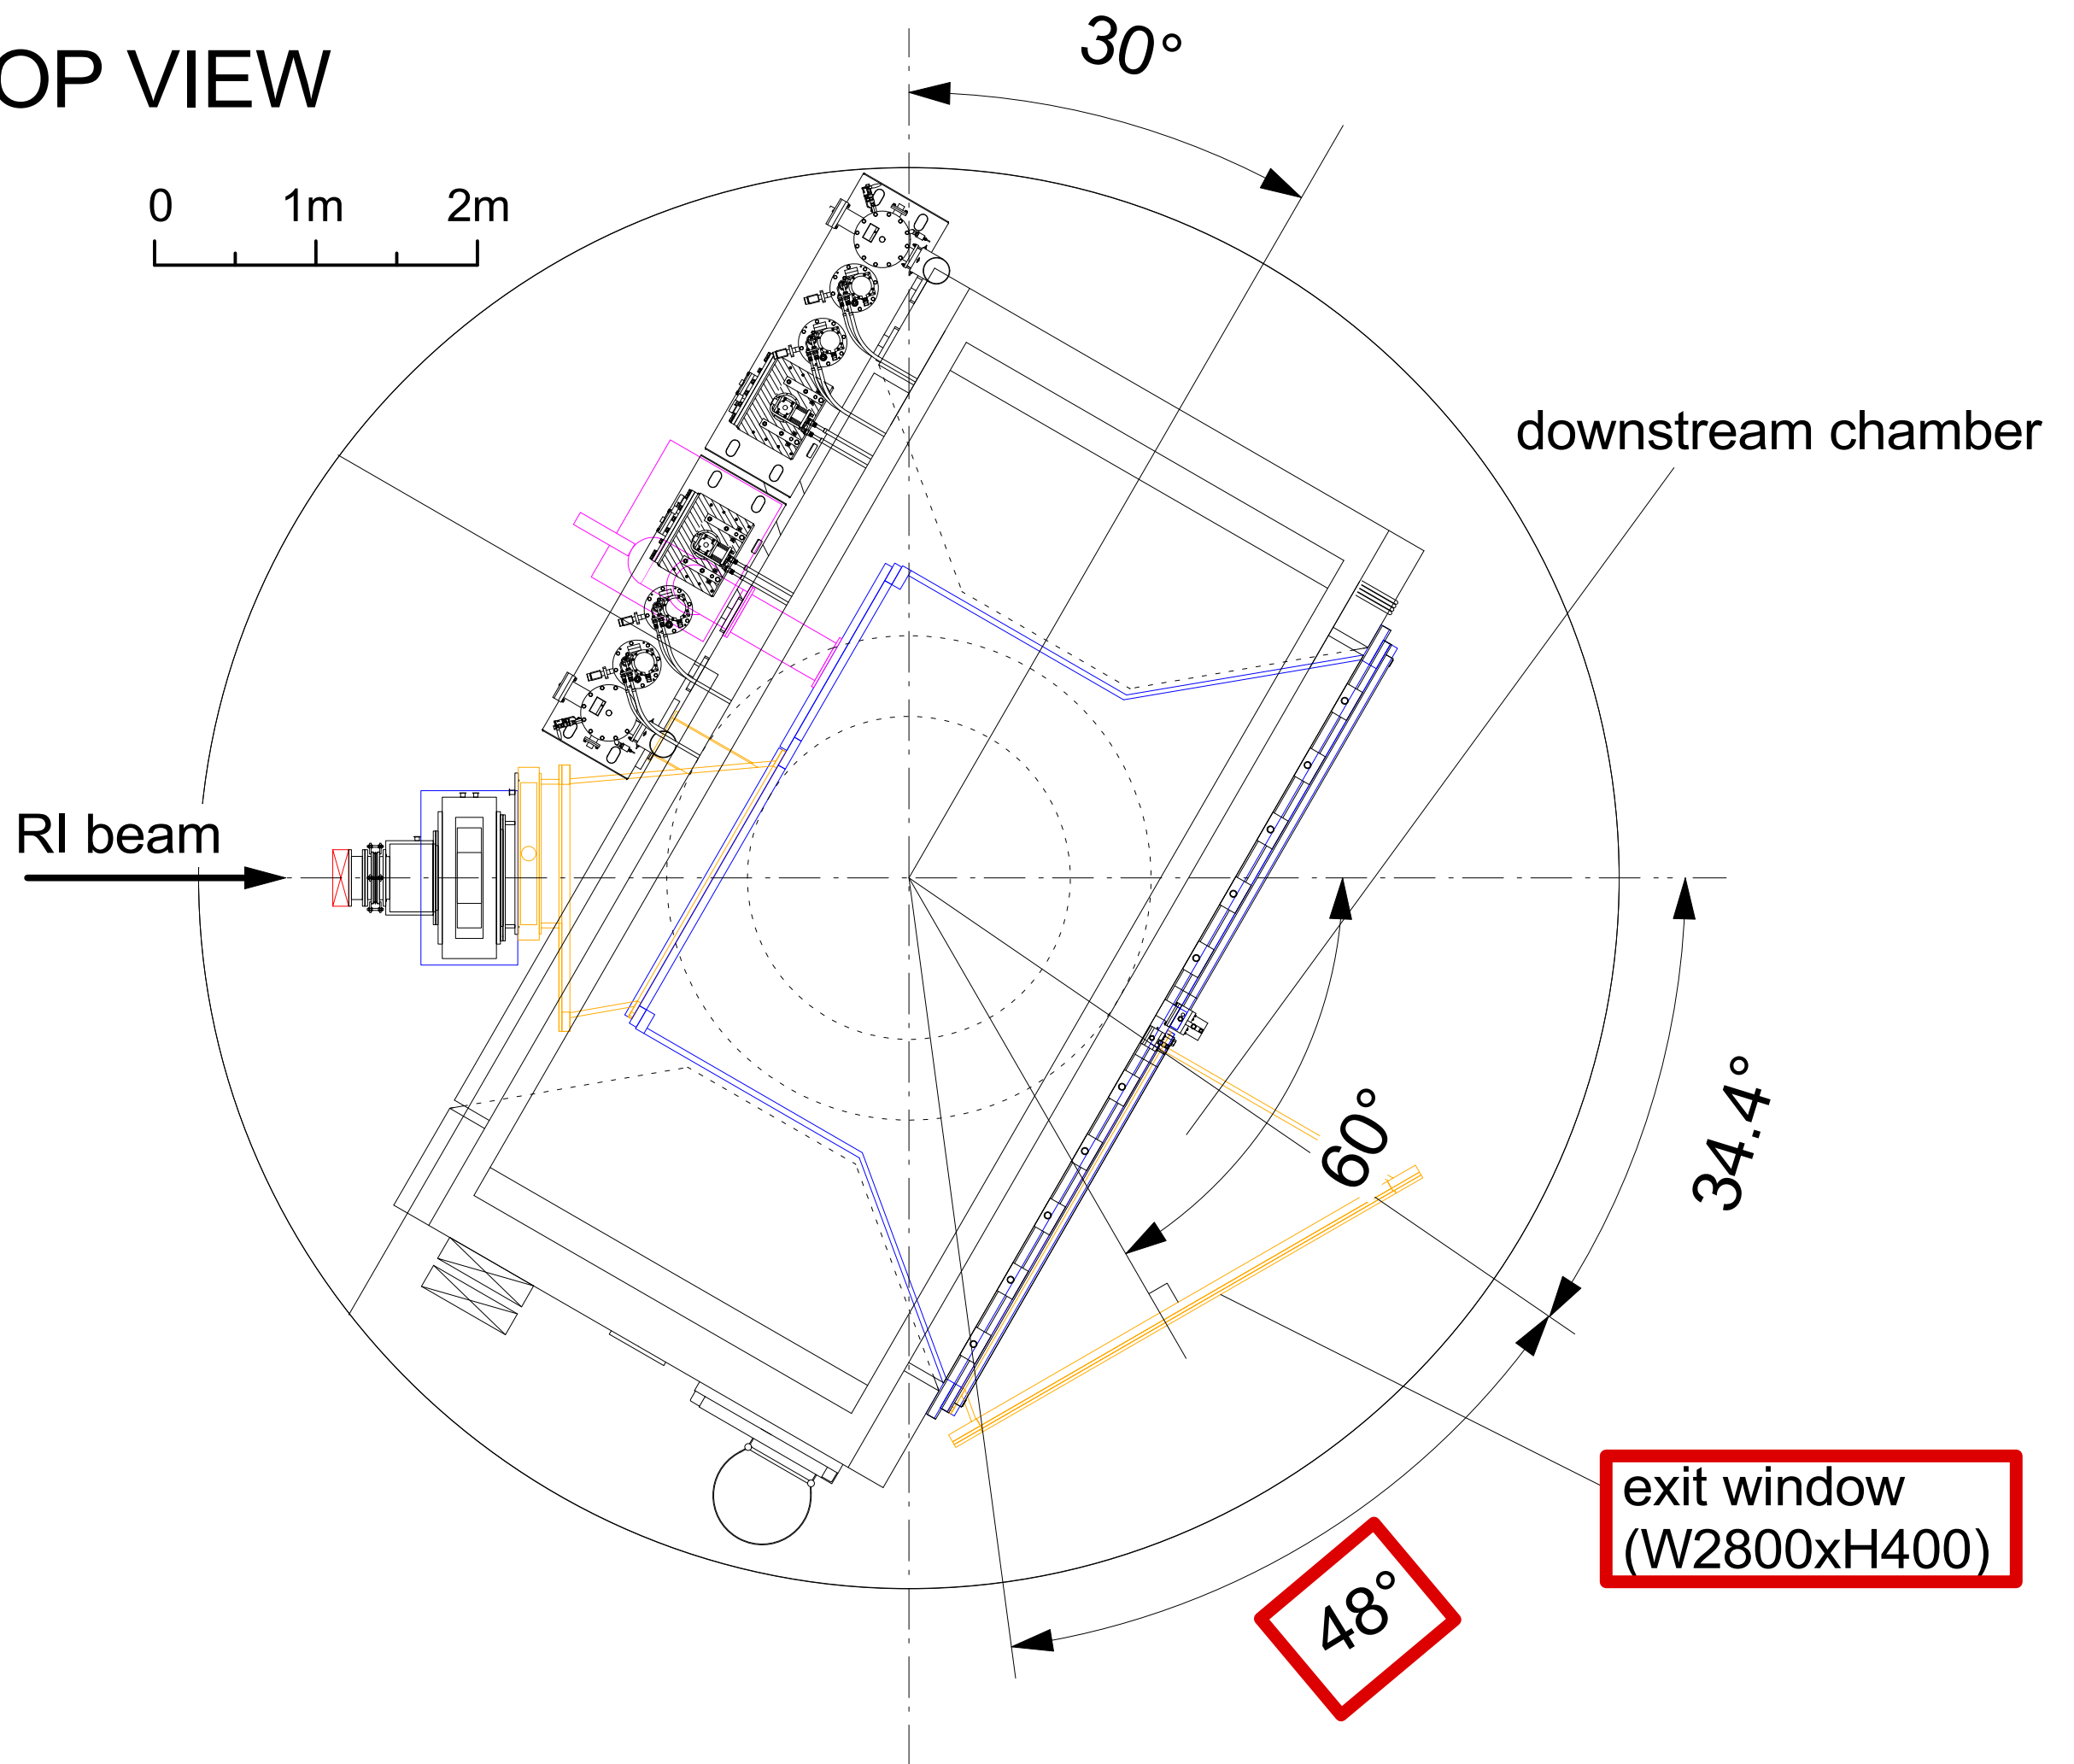 OP VIEW
30°
0 1m 2m
downstream chamber
RI beam
60°
34.4°
exit window
(W2800xH400)
48°